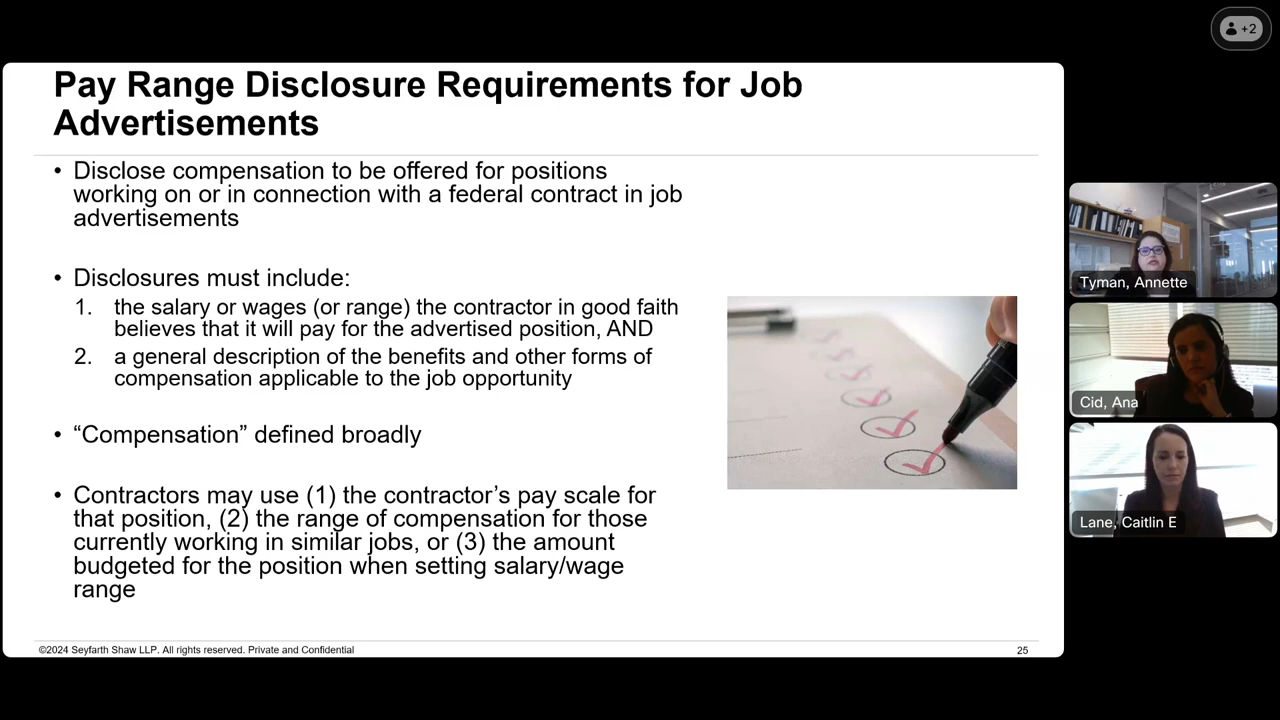 +2
Pay Range Disclosure Requirements for Job
Advertisements
• Disclose compensation to be offered for positions
working on or in connection with a federal contract in job
advertisements
• Disclosures must include:
1. the salary or wages (or range) the contractor in good faith
believes that it will pay for the advertised position, AND
2. a general description of the benefits and other forms of
compensation applicable to the job opportunity
• “Compensation” defined broadly
• Contractors may use (1) the contractor’s pay scale for
that position, (2) the range of compensation for those
currently working in similar jobs, or (3) the amount
budgeted for the position when setting salary/wage
range
©2024 Seyfarth Shaw LLP. All rights reserved. Private and Confidential
25
Tyman, Annette
Cid, Ana
Lane, Caitlin E